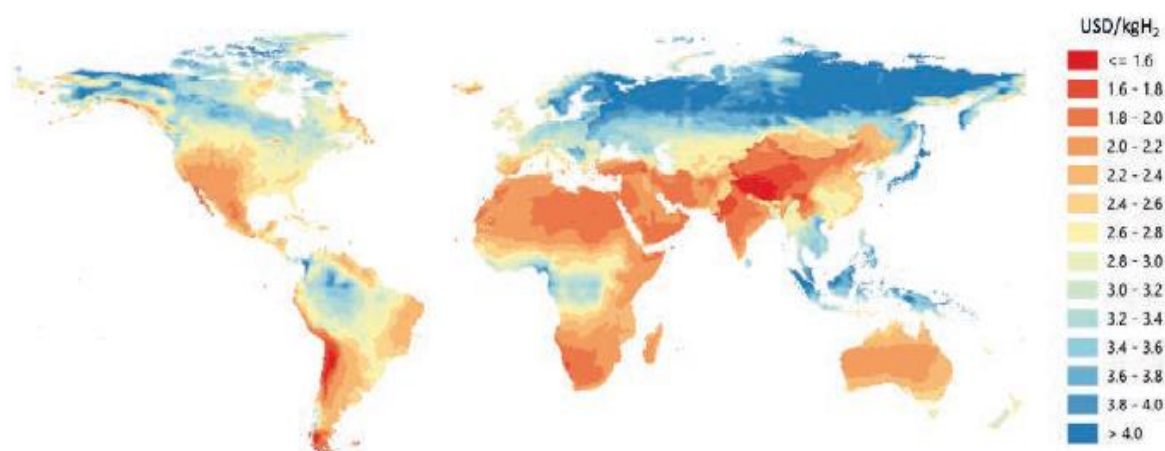 USD/kgH₂
<= 1.6
1.6 - 1.8
1.8 - 2.0
2.0 - 2.2
2.2 - 2.4
2.4 - 2.6
2.6 - 2.8
2.8 - 3.0
3.0 - 3.2
3.2 - 3.4
3.4 - 3.6
3.6 - 3.8
3.8 - 4.0
> 4.0